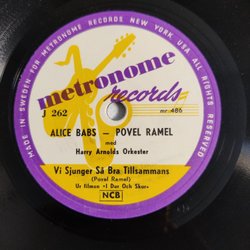 MADE IN SWEDEN FOR METRONOME RECORDS NEW YORK U.S.A. ALL RIGHTS RESERVED
metronome
records
J 262
mr 486
ALICE BABS — POVEL RAMEL
med
Harry Arnolds Orkester
Vi Sjunger Så Bra Tillsammans
(Povel Ramel)
Ur filmen »I Dur Och Skur»
NCB